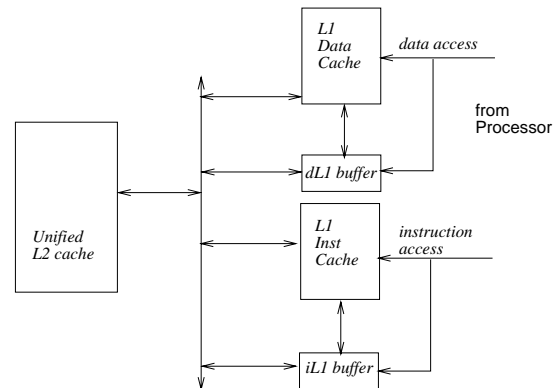 L1
Data
Cache
data access
from
Processor
dL1 buffer
Unified
L2 cache
L1
Inst
Cache
instruction
access
iL1 buffer